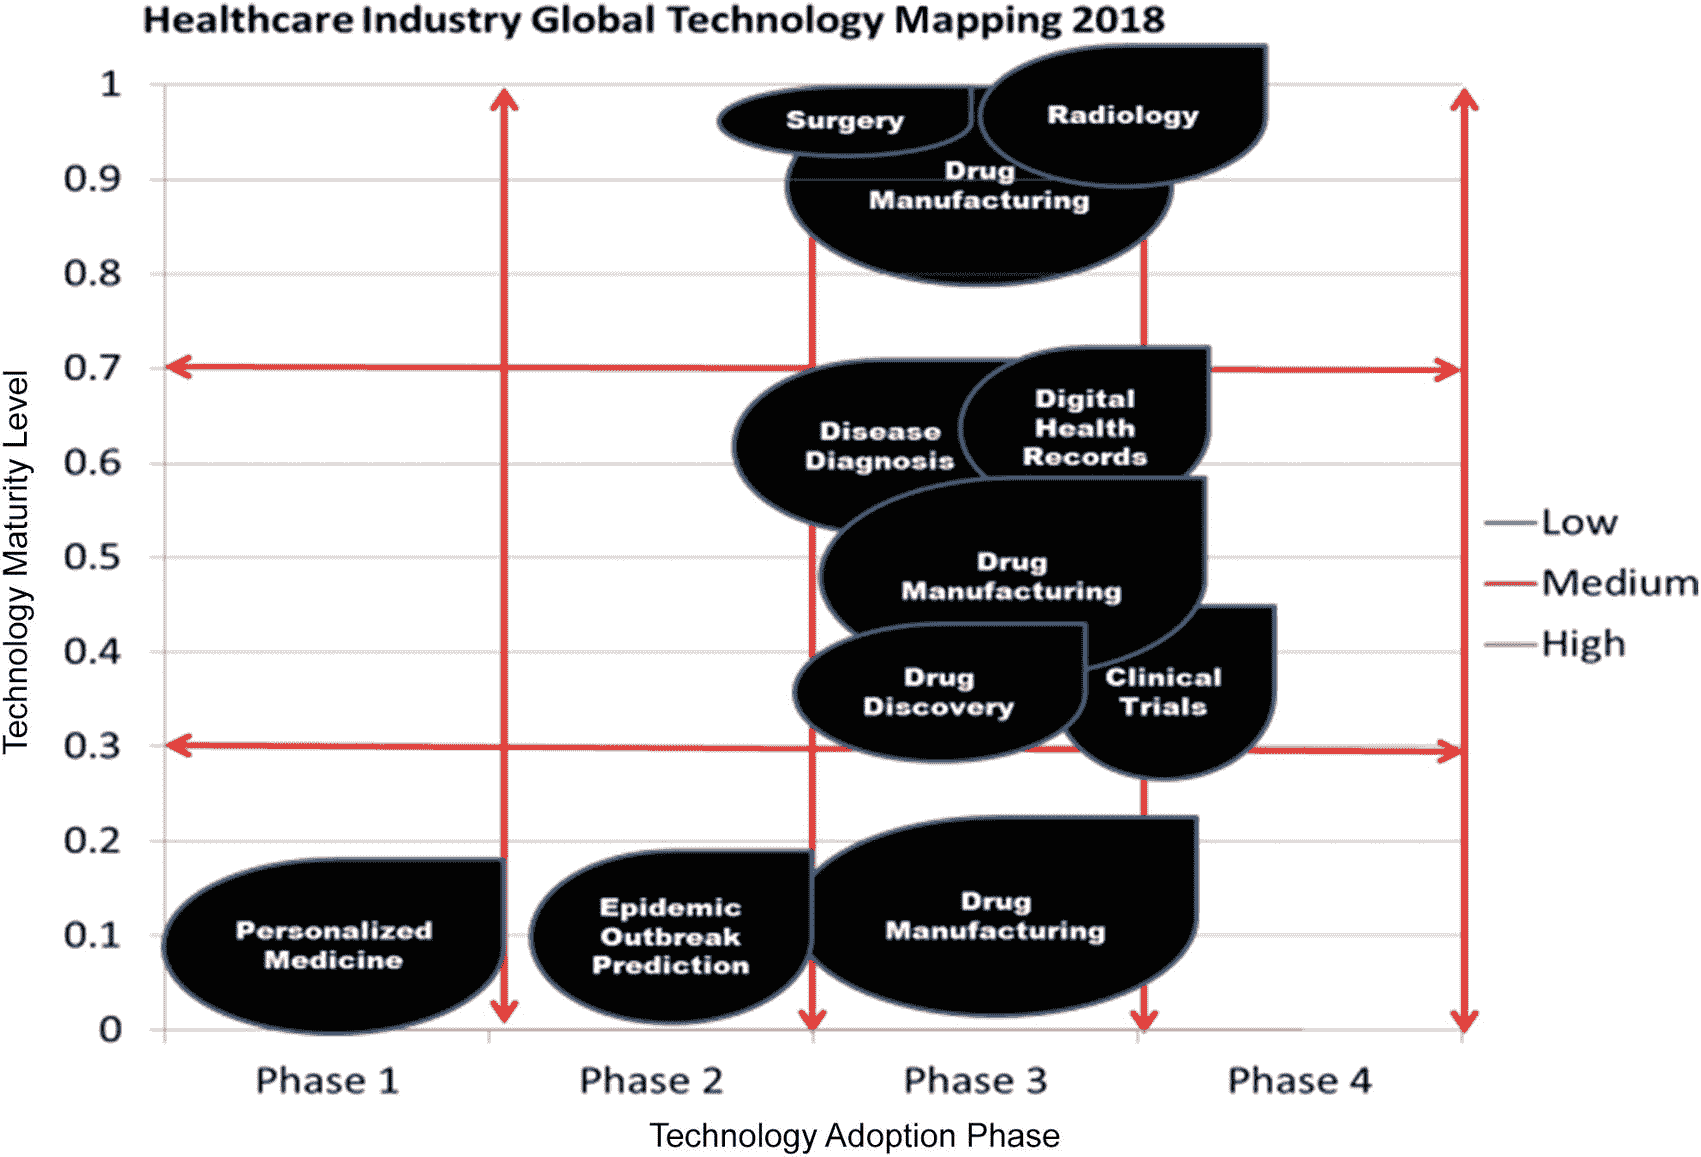 Healthcare Industry Global Technology Mapping 2018
Technology Maturity Level
1
0.9
0.8
0.7
0.6
0.5
0.4
0.3
0.2
0.1
0
Surgery
Radiology
Drug
Manufacturing
Disease
Diagnosis
Digital
Health
Records
Drug
Manufacturing
Drug
Discovery
Clinical
Trials
Personalized
Medicine
Epidemic
Outbreak
Prediction
Drug
Manufacturing
Low
Medium
High
Phase 1
Phase 2
Phase 3
Phase 4
Technology Adoption Phase